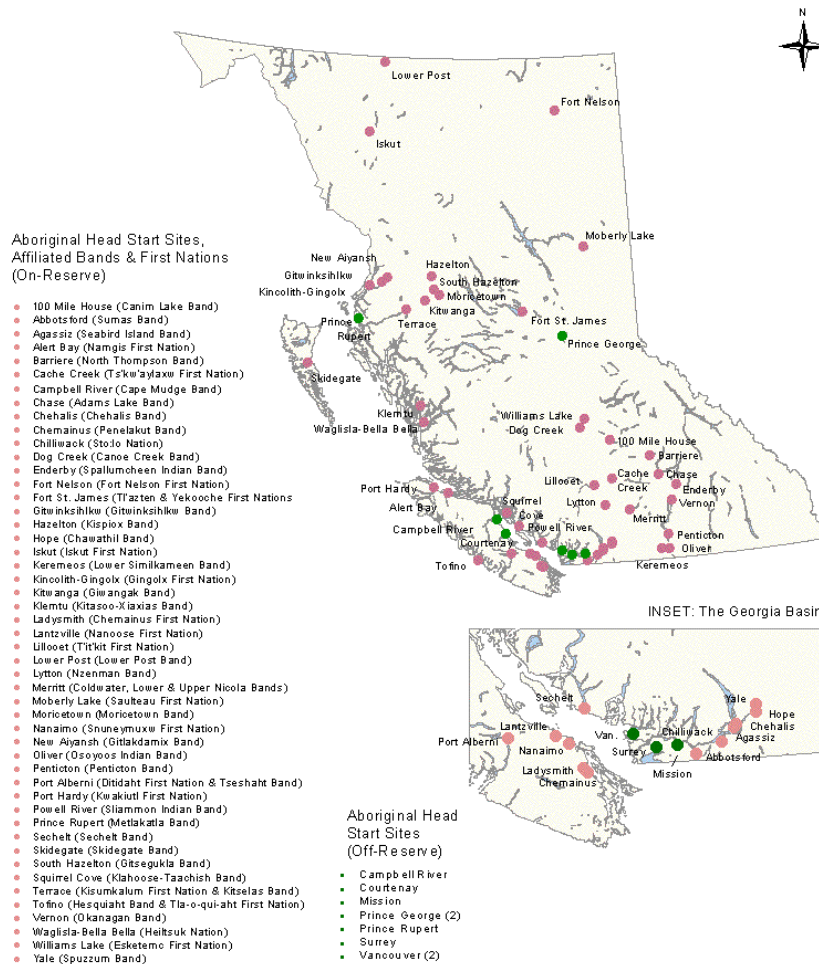 N
Lower Post
Fort Nelson
Iskut
Moberly Lake
New Aiyansh
Hazelton
Gitwinksihlkw
South Hazelton
Kincolith-Gingolx
Moricetown
Kitwanga
Prince
Rupert
Terrace
Fort St. James
Prince George
Skidegate
Klemtu
Waglisla-Bella Bella
Williams Lake
Dog Creek
100 Mile House
Barriere
Port Hardy
Lillooet
Cache
Creek
Chase
Enderby
Alert Bay
Squirrel
Cove
Lytton
Vernon
Campbell River
Powell River
Merritt
Courtenay
Penticton
Oliver
Tofino
Keremeos
Aboriginal Head Start Sites,
Affiliated Bands & First Nations
(On-Reserve)
100 Mile House (Canim Lake Band)
Abbotsford (Sumas Band)
Agassiz (Seabird Island Band)
Alert Bay (Namgis First Nation)
Barriere (North Thompson Band)
Cache Creek (Ts'kw'aylaxw First Nation)
Campbell River (Cape Mudge Band)
Chase (Adams Lake Band)
Chehalis (Chehalis Band)
Chemainus (Penelakut Band)
Chilliwack (Sto:lo Nation)
Dog Creek (Canoe Creek Band)
Enderby (Spallumcheen Indian Band)
Fort Nelson (Fort Nelson First Nation)
Fort St. James (Tl'azten & Yekooche First Nations
Gitwinksihlkw (Gitwinksihlkw Band)
Hazelton (Kispiox Band)
Hope (Chawathil Band)
Iskut (Iskut First Nation)
Keremeos (Lower Similkameen Band)
Kincolith-Gingolx (Gingolx First Nation)
Kitwanga (Giwangak Band)
Klemtu (Kitasoo-Xiaxias Band)
Ladysmith (Chemainus First Nation)
Lantzville (Nanoose First Nation)
Lillooet (T'it'kit First Nation)
Lower Post (Lower Post Band)
Lytton (Nzenman Band)
Merritt (Coldwater, Lower & Upper Nicola Bands)
Moberly Lake (Saulteau First Nation)
Moricetown (Moricetown Band)
Nanaimo (Snuneymuxw First Nation)
New Aiyansh (Gitlakdamix Band)
Oliver (Osoyoos Indian Band)
Penticton (Penticton Band)
Port Alberni (Ditidaht First Nation & Tseshaht Band)
Port Hardy (Kwakiutl First Nation)
Powell River (Sliammon Indian Band)
Prince Rupert (Metlakatla Band)
Sechelt (Sechelt Band)
Skidegate (Skidegate Band)
South Hazelton (Gitsegukla Band)
Squirrel Cove (Klahoose-Taachish Band)
Terrace (Kisumkalum First Nation & Kitselas Band)
Tofino (Hesquiaht Band & Tla-o-qui-aht First Nation)
Vernon (Okanagan Band)
Waglisla-Bella Bella (Heiltsuk Nation)
Williams Lake (Esketemc First Nation)
Yale (Spuzzum Band)
INSET: The Georgia Basin
Sechelt
Yale
Hope
Lantzville
Van.
Chilliwack
Chehalis
Port Alberni
Nanaimo
Surrey
Agassiz
Ladysmith
Abbotsford
Chemainus
Mission
Aboriginal Head
Start Sites
(Off-Reserve)
Campbell River
Courtenay
Mission
Prince George (2)
Prince Rupert
Surrey
Vancouver (2)